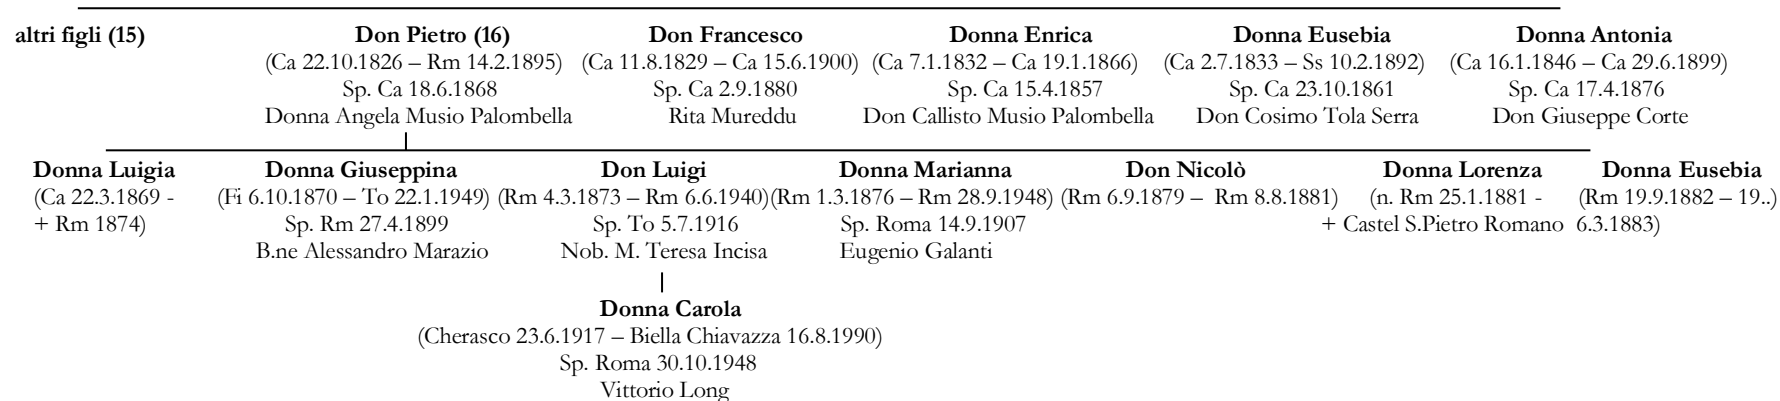 altri figli (15) Don Pietro (16) Don Francesco Donna Enrica Donna Eusebia Donna Antonia
(Ca 22.10.1826 – Rm 14.2.1895) (Ca 11.8.1829 – Ca 15.6.1900) (Ca 7.1.1832 – Ca 19.1.1866) (Ca 2.7.1833 – Ss 10.2.1892) (Ca 16.1.1846 – Ca 29.6.1899)
Sp. Ca 18.6.1868 Sp. Ca 2.9.1880 Sp. Ca 15.4.1857 Sp. Ca 23.10.1861 Sp. Ca 17.4.1876
Donna Angela Musio Palombella Rita Mureddu Don Callisto Musio Palombella Don Cosimo Tola Serra Don Giuseppe Corte
Donna Luigia Donna Giuseppina Don Luigi Donna Marianna Don Nicolò Donna Lorenza Donna Eusebia
(Ca 22.3.1869 - (Fi 6.10.1870 – To 22.1.1949) (Rm 4.3.1873 – Rm 6.6.1940) (Rm 1.3.1876 – Rm 28.9.1948) (Rm 6.9.1879 – Rm 8.8.1881) (n. Rm 25.1.1881 - (Rm 19.9.1882 – 19..)
+ Rm 1874) Sp. Rm 27.4.1899 Sp. To 5.7.1916 Sp. Roma 14.9.1907 + Castel S.Pietro Romano 6.3.1883)
B.ne Alessandro Marazio Nob. M. Teresa Incisa Eugenio Galanti
Donna Carola
(Cherasco 23.6.1917 – Biella Chiavazza 16.8.1990)
Sp. Roma 30.10.1948
Vittorio Long